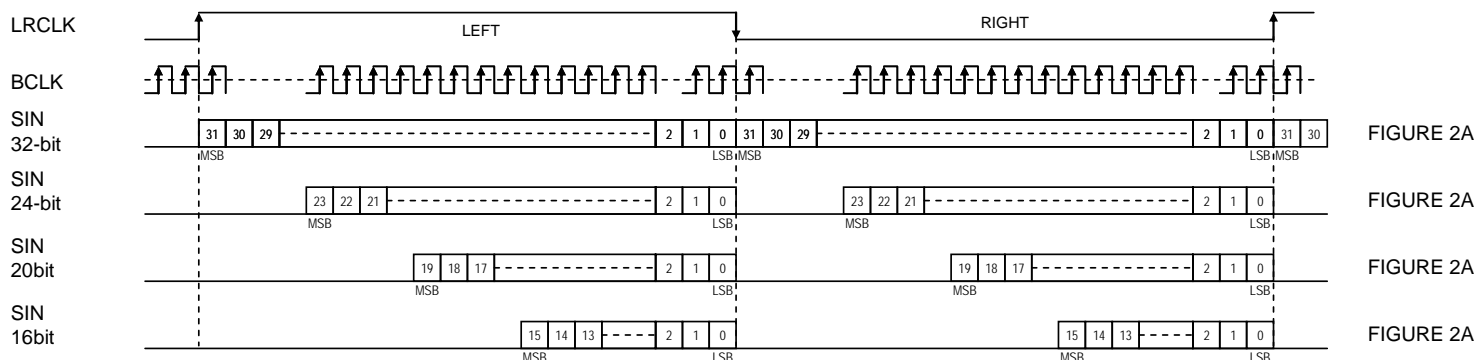 LRCLK
LEFT
RIGHT
BCLK
SIN
32-bit
31 30 29 2 1 0 31 30 29 2 1 0 31 30
MSB LSB MSB LSB MSB
FIGURE 2A
SIN
24-bit
23 22 21 2 1 0 23 22 21 2 1 0
MSB LSB MSB LSB
FIGURE 2A
SIN
20bit
19 18 17 2 1 0 19 18 17 2 1 0
MSB LSB MSB LSB
FIGURE 2A
SIN
16bit
15 14 13 2 1 0 15 14 13 2 1 0
MSB LSB MSB LSB
FIGURE 2A